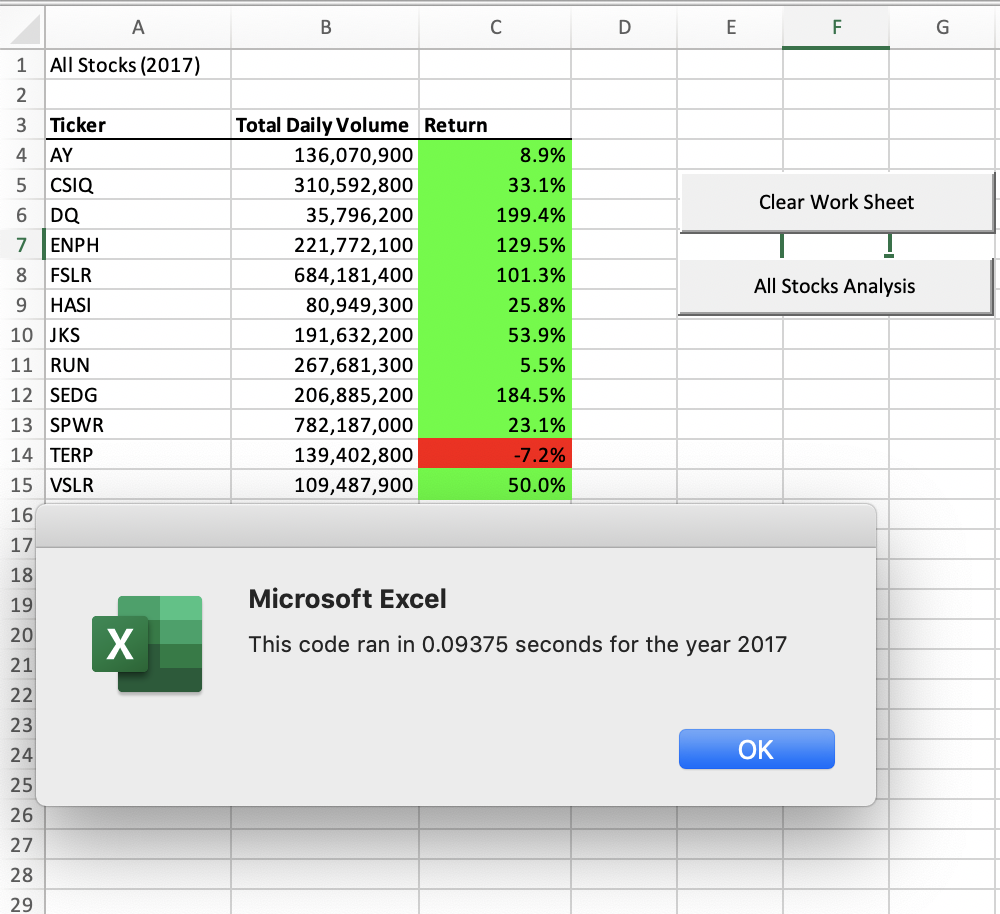 A B C D E F G
1 All Stocks (2017)
2
3 Ticker Total Daily Volume Return
4 AY 136,070,900 8.9%
5 CSIQ 310,592,800 33.1%
Clear Work Sheet
6 DQ 35,796,200 199.4%
7 ENPH 221,772,100 129.5%
8 FSLR 684,181,400 101.3%
All Stocks Analysis
9 HASI 80,949,300 25.8%
10 JKS 191,632,200 53.9%
11 RUN 267,681,300 5.5%
12 SEDG 206,885,200 184.5%
13 SPWR 782,187,000 23.1%
14 TERP 139,402,800 -7.2%
15 VSLR 109,487,900 50.0%
16
17
18
19
20
21
22
23
24
25
26
27
28
29
Microsoft Excel
X
This code ran in 0.09375 seconds for the year 2017
OK